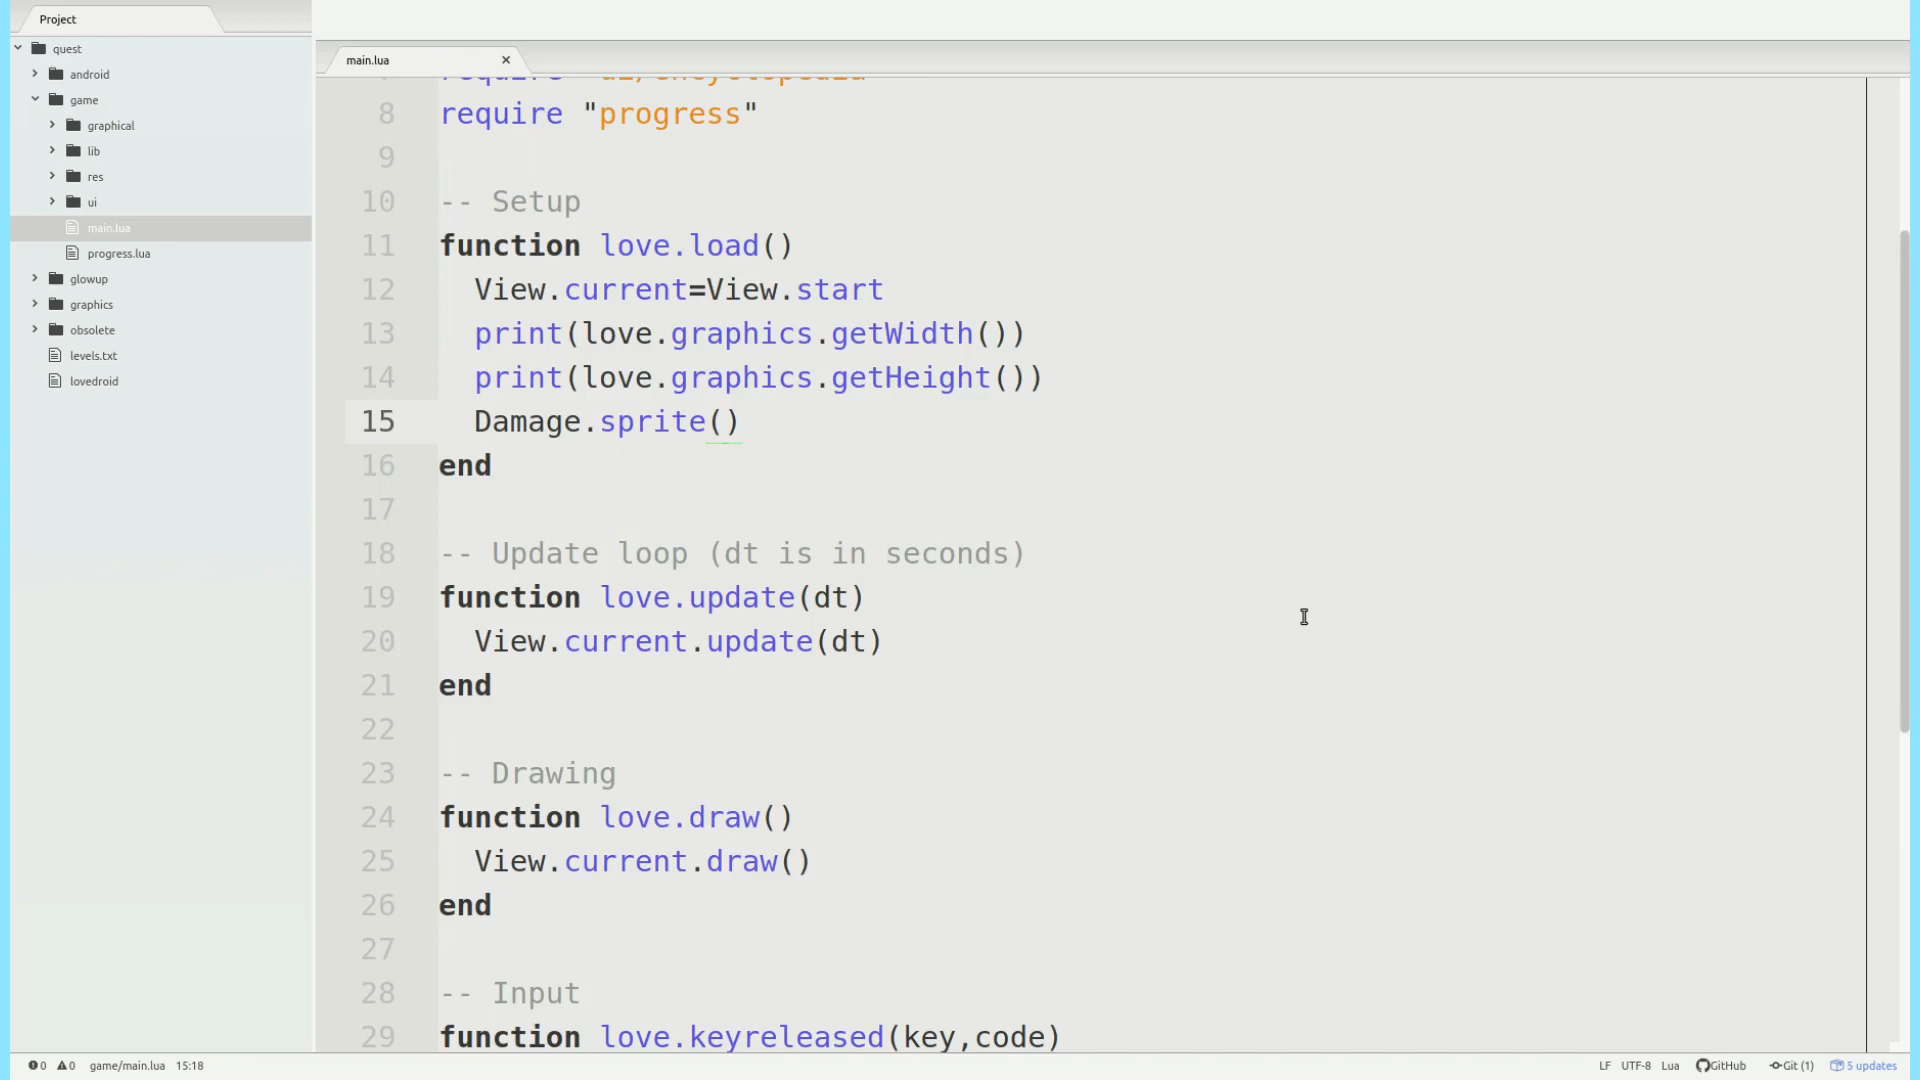 Project
quest
android
game
graphical
lib
res
ui
main.lua
progress.lua
glowup
graphics
obsolete
levels.txt
lovedroid
main.lua ×
8 require "progress"
9
10 -- Setup
11 function love.load()
12 View.current=View.start
13 print(love.graphics.getWidth())
14 print(love.graphics.getHeight())
15 Damage.sprite()
16 end
17
18 -- Update loop (dt is in seconds)
19 function love.update(dt)
20 View.current.update(dt)
21 end
22
23 -- Drawing
24 function love.draw()
25 View.current.draw()
26 end
27
28 -- Input
29 function love.keyreleased(key,code)
0 0 game/main.lua 15:18
LF UTF-8 Lua GitHub Git (1) 5 updates